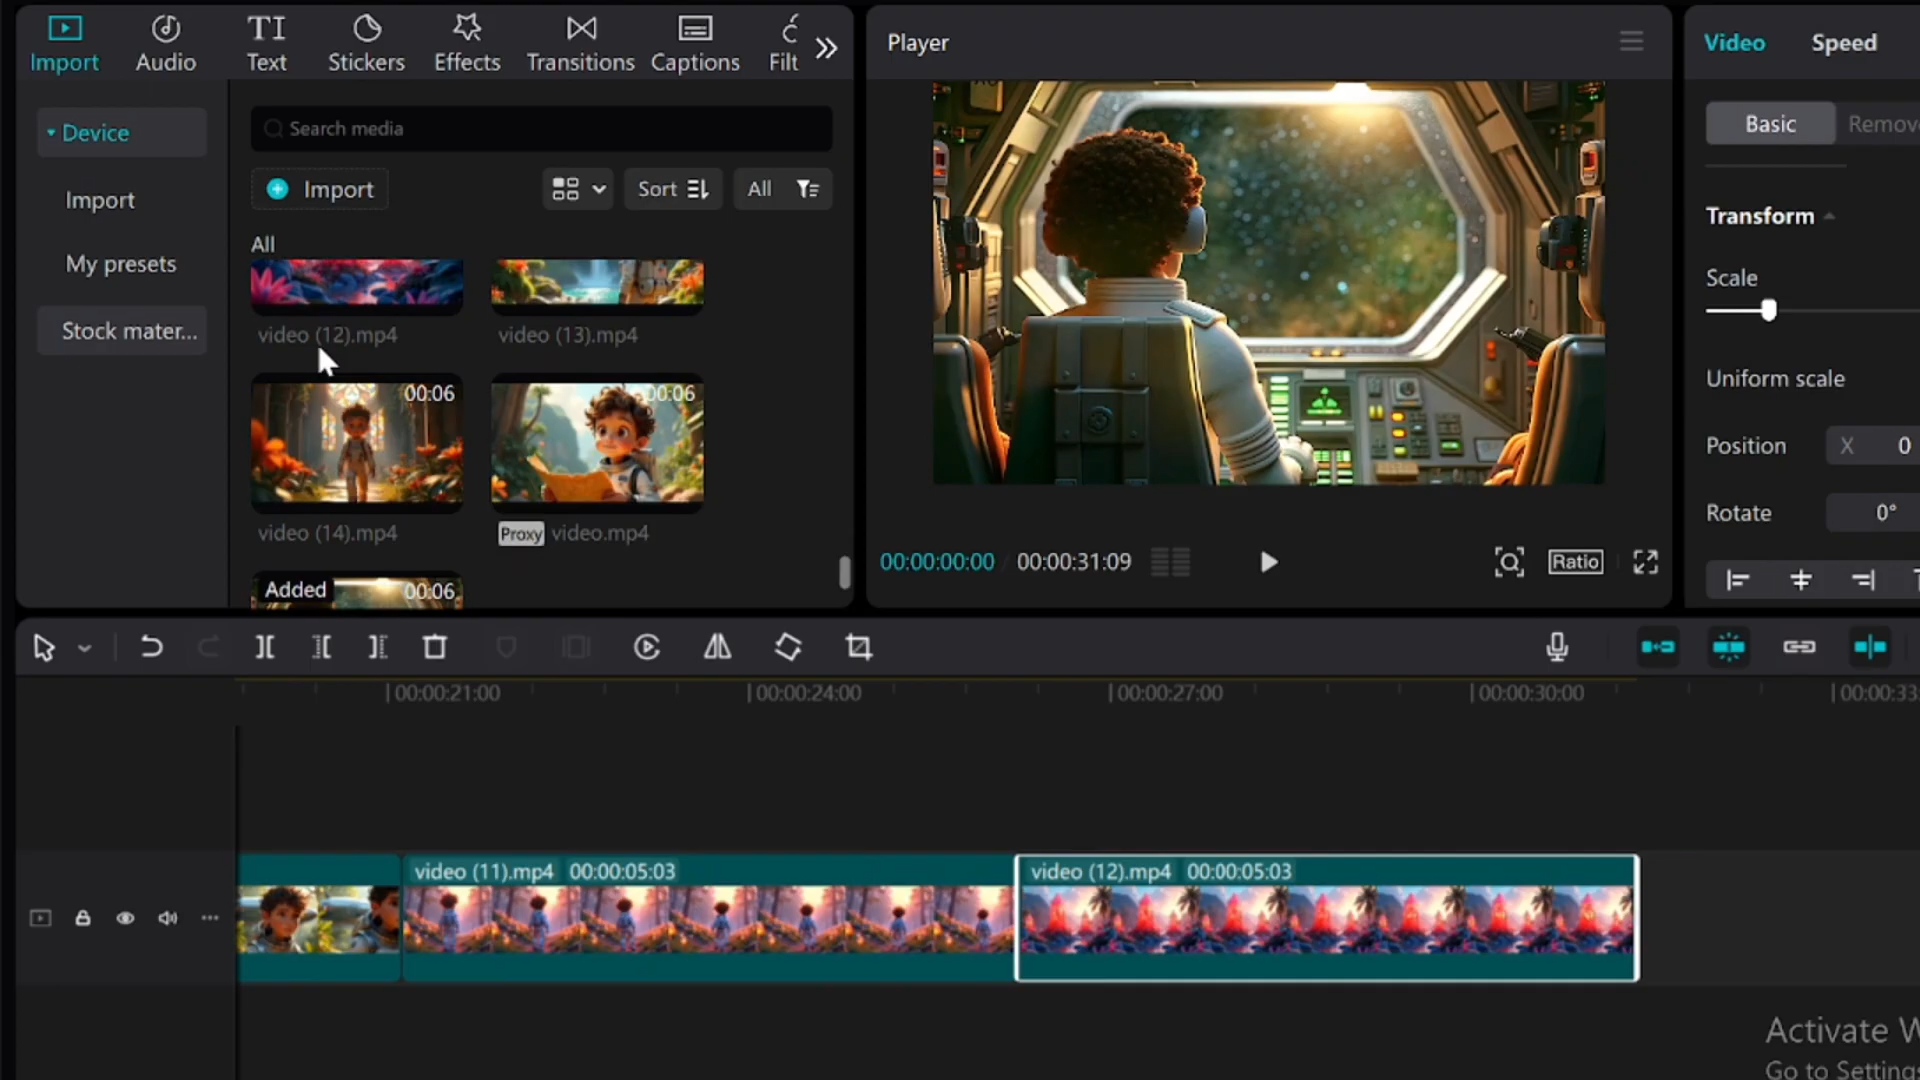 Import
Audio
TI
Text
Stickers
Effects
Transitions
Captions
Filt
Device
Import
My presets
Stock mater...
Search media
Import
Sort
All
All
video (12).mp4
video (13).mp4
00:06
00:06
video (14).mp4
Proxy video.mp4
Added 00:06
Player
00:00:00:00 00:00:31:09
Ratio
Video Speed
Basic Remov
Transform
Scale
Uniform scale
Position X 0
Rotate 0°
00:00:21:00 00:00:24:00 00:00:27:00 00:00:30:00 00:00:33
video (11).mp4 00:00:05:03
video (12).mp4 00:00:05:03
Activate W
Go to Settings